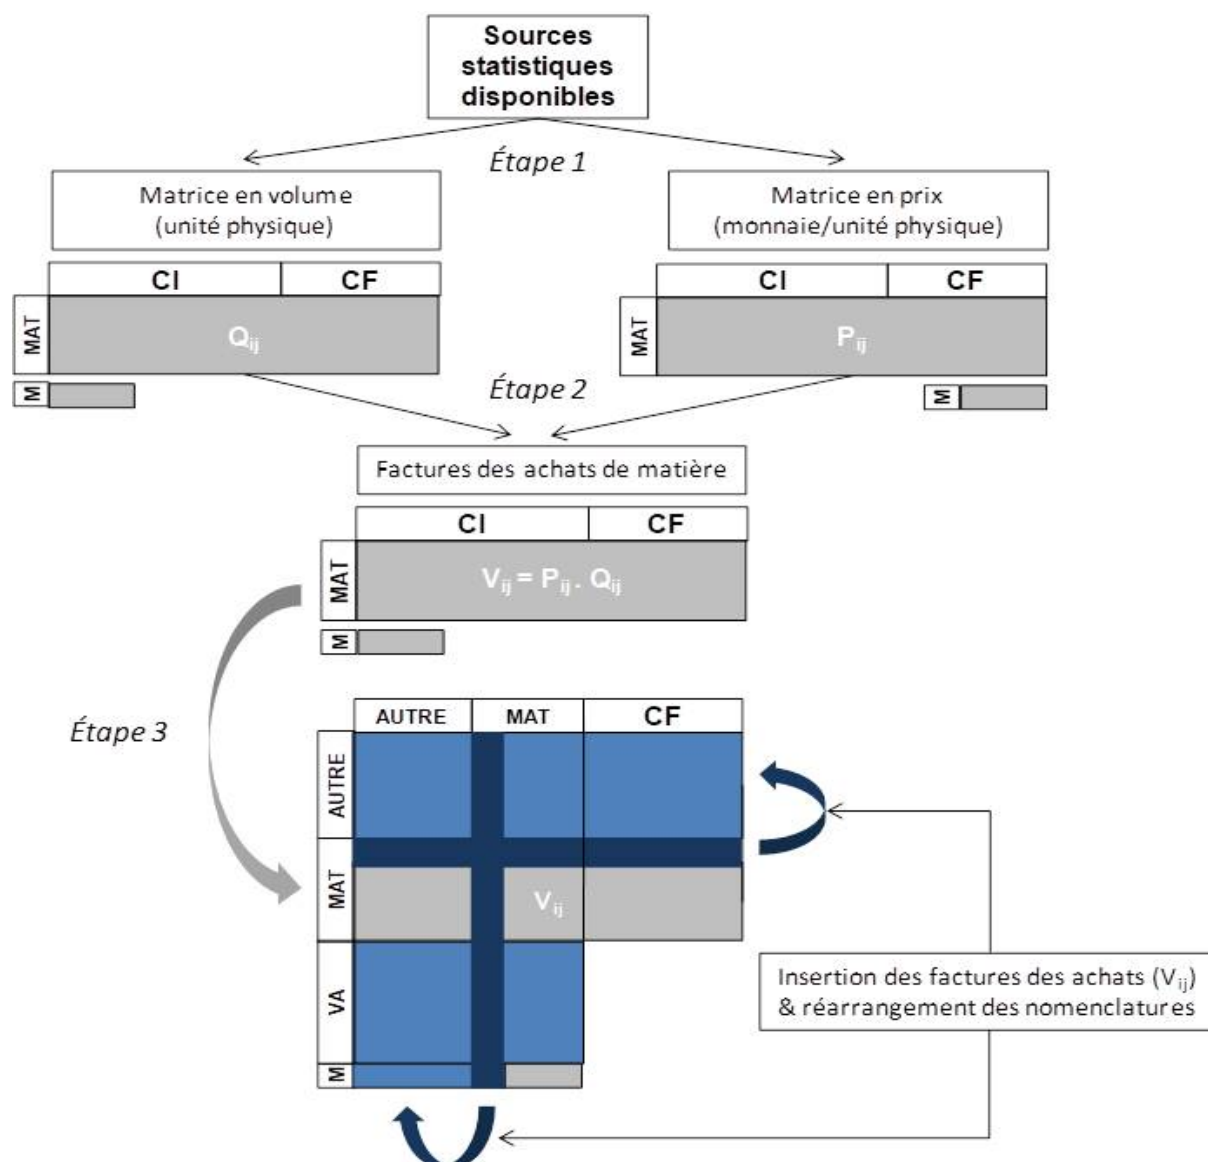 Sources
statistiques
disponibles
Étape 1
Matrice en volume
(unité physique)
Matrice en prix
(monnaie/unité physique)
CI CF
CI CF
MAT
Qij
MAT
Pij
M
M
Étape 2
Factures des achats de matière
CI CF
MAT
Vij = Pij . Qij
M
AUTRE MAT CF
Étape 3
AUTRE
MAT
Vij
VA
M
Insertion des factures des achats (Vij)
& réarrangement des nomenclatures